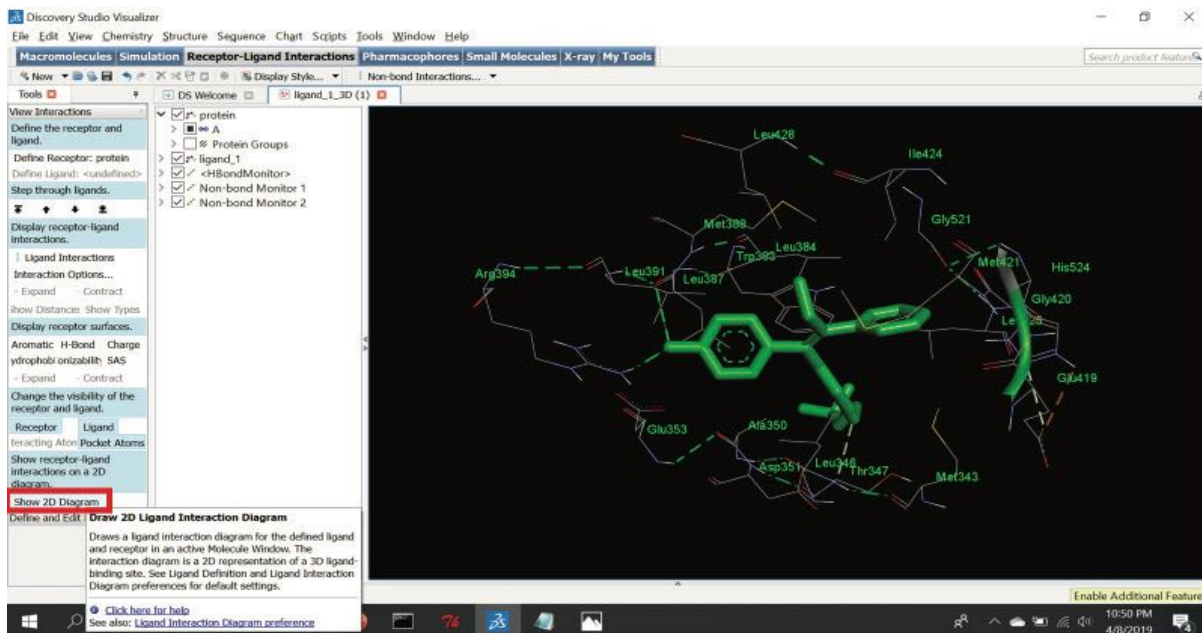 Discovery Studio Visualizer
File Edit View Chemistry Structure Sequence Chart Scripts Tools Window Help
Macromolecules Simulation Receptor-Ligand Interactions Pharmacophores Small Molecules X-ray My Tools
Search product features
New Display Style... Non-bond Interactions...
Tools
DS Welcome ligand_1_3D (1)
View Interactions
Define the receptor and
ligand.
Define Receptor: protein
Define Ligand: <undefined>
Step through ligands.
Display receptor-ligand
interactions.
Ligand Interactions
Interaction Options...
- Expand - Contract
how Distances Show Types
Display receptor surfaces.
Aromatic H-Bond Charge
ydrophobi onizability SAS
- Expand - Contract
Change the visibility of the
receptor and ligand.
Receptor Ligand
teracting Aton Pocket Atoms
Show receptor-ligand
interactions on a 2D
diagram.
Show 2D Diagram
Define and Edit
protein
A
Protein Groups
ligand_1
<HBondMonitor>
Non-bond Monitor 1
Non-bond Monitor 2
Leu428
Ile424
Gly521
Met388
Leu384
Trp383
Met421
His524
Arg394
Leu391
Leu387
Gly420
Glu419
Glu353
Ala350
Asp351
Leu346
Thr347
Met343
Draw 2D Ligand Interaction Diagram
Draws a ligand interaction diagram for the defined ligand
and receptor in an active Molecule Window. The
interaction diagram is a 2D representation of a 3D ligand-
binding site. See Ligand Definition and Ligand Interaction
Diagram preferences for default settings.
Click here for help
See also: Ligand Interaction Diagram preference
Enable Additional Feature
10:50 PM
4/8/2019